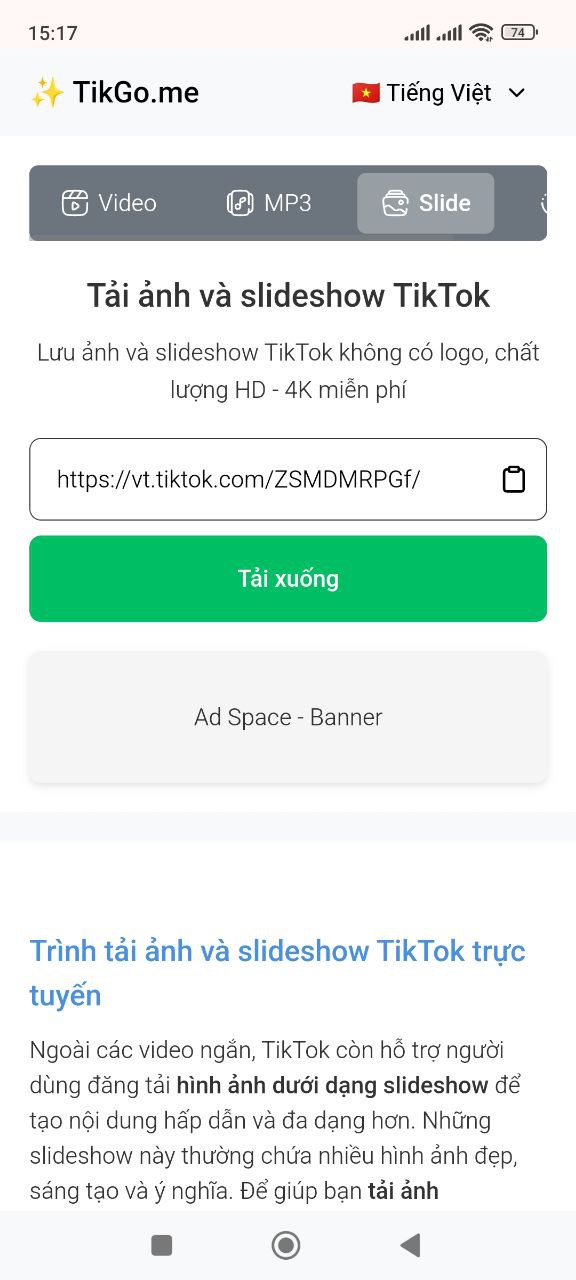 15:17
74
✨ TikGo.me
🇻🇳 Tiếng Việt
Video
MP3
Slide
Tải ảnh và slideshow TikTok
Lưu ảnh và slideshow TikTok không có logo, chất
lượng HD - 4K miễn phí
https://vt.tiktok.com/ZSMDMRPGf/
Tải xuống
Ad Space - Banner
Trình tải ảnh và slideshow TikTok trực
tuyến
Ngoài các video ngắn, TikTok còn hỗ trợ người
dùng đăng tải hình ảnh dưới dạng slideshow để
tạo nội dung hấp dẫn và đa dạng hơn. Những
slideshow này thường chứa nhiều hình ảnh đẹp,
sáng tạo và ý nghĩa. Để giúp bạn tải ảnh